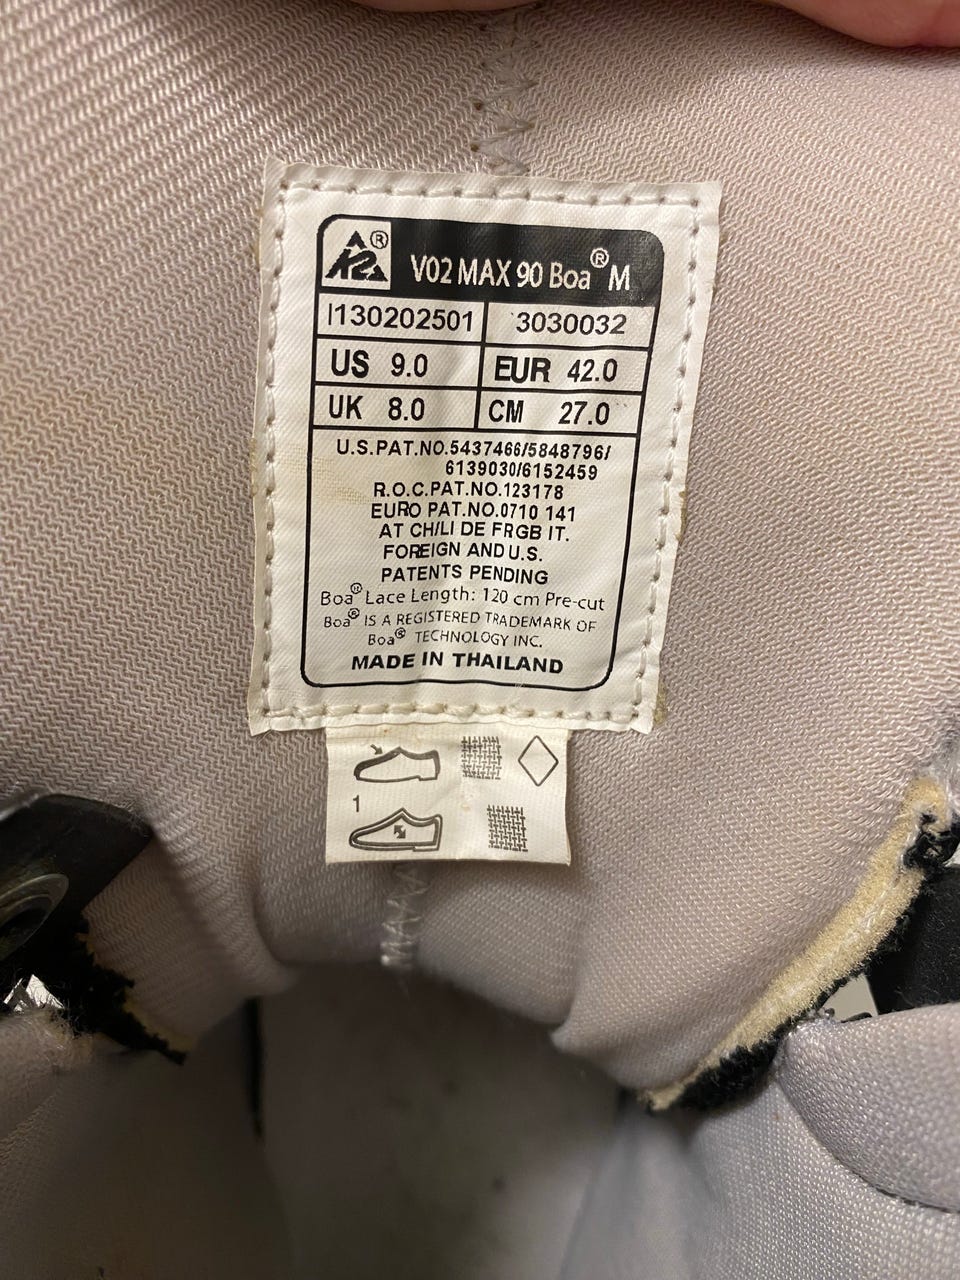 K2® V02 MAX 90 Boa® M
I130202501 3030032
US 9.0 EUR 42.0
UK 8.0 CM 27.0
U.S.PAT.NO.5437466/5848796/
6139030/6152459
R.O.C.PAT.NO.123178
EURO PAT.NO.0710 141
AT CH/LI DE FRGB IT.
FOREIGN AND U.S.
PATENTS PENDING
Boa® Lace Length: 120 cm Pre-cut
Boa® IS A REGISTERED TRADEMARK OF
Boa® TECHNOLOGY INC.
MADE IN THAILAND
1